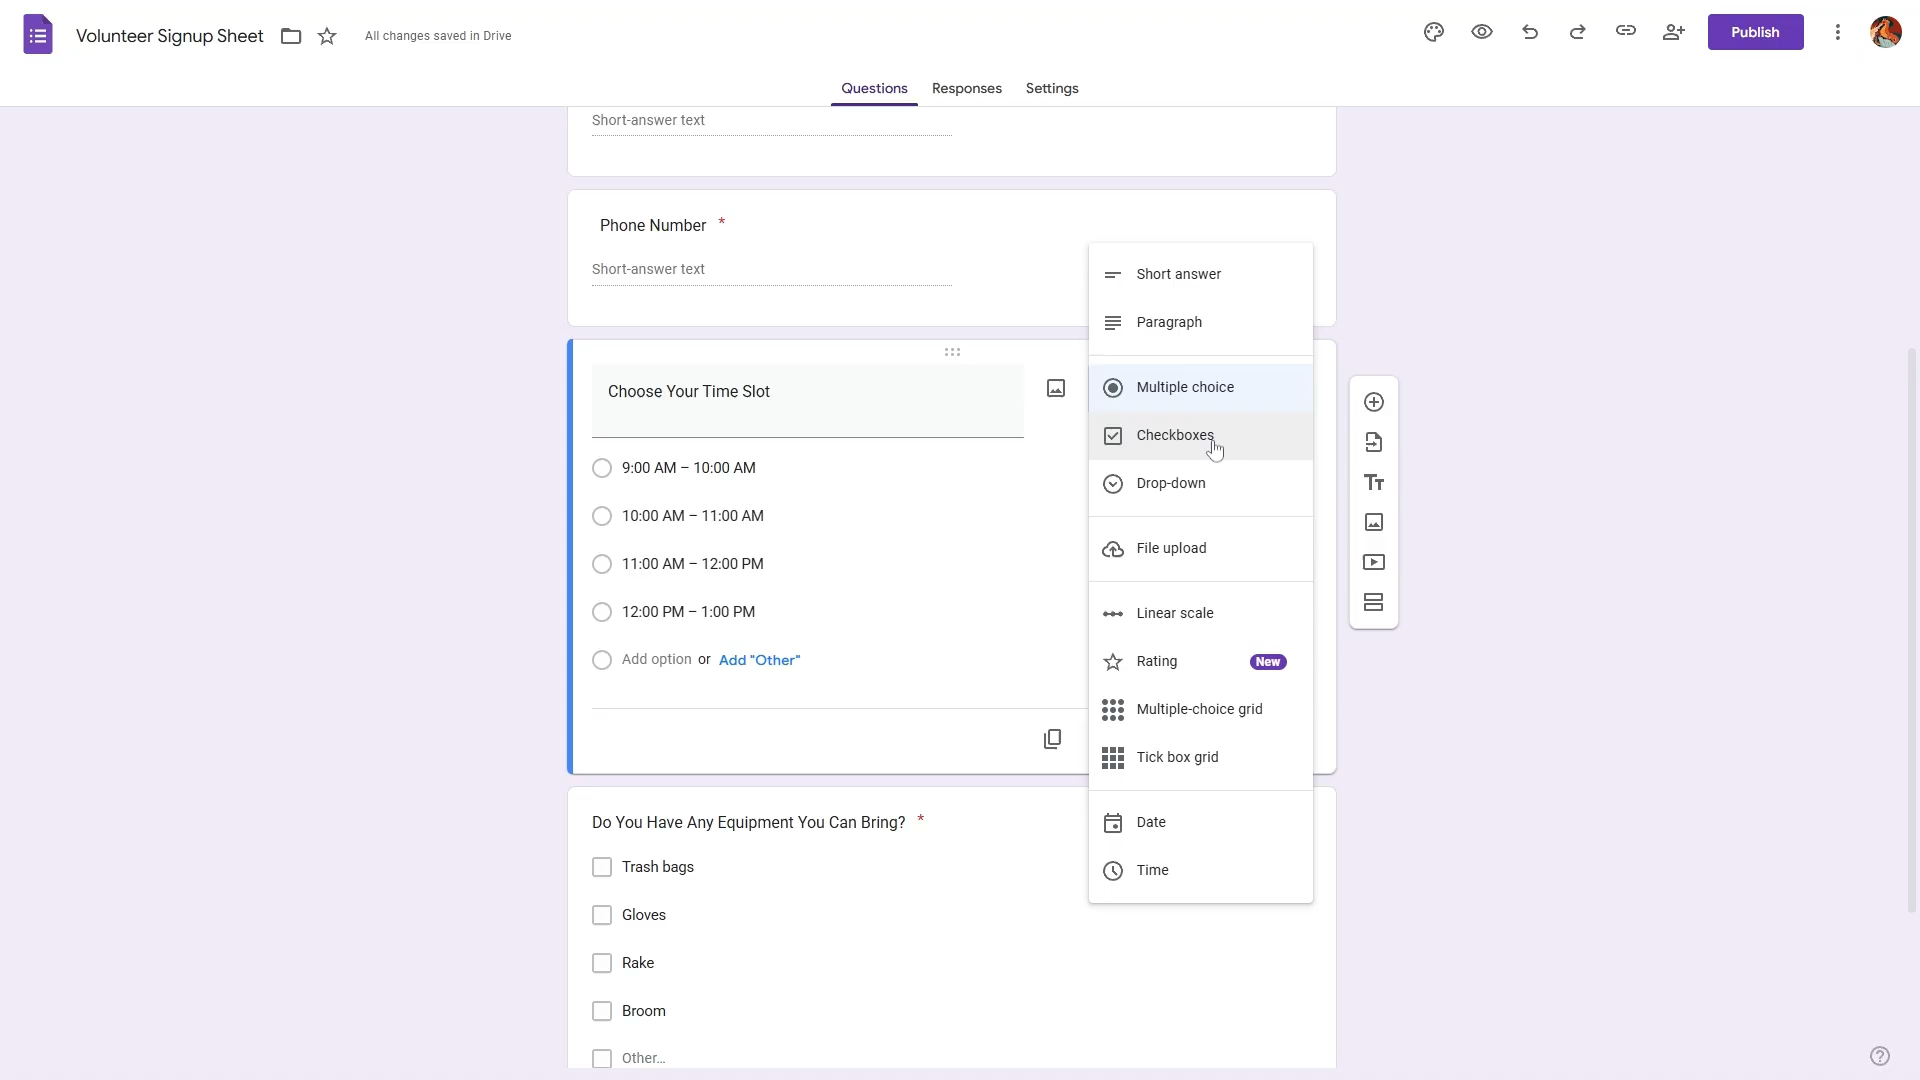 Volunteer Signup Sheet
All changes saved in Drive
Publish
Questions
Responses
Settings
Short-answer text
Phone Number *
Short-answer text
Choose Your Time Slot
9:00 AM – 10:00 AM
10:00 AM – 11:00 AM
11:00 AM – 12:00 PM
12:00 PM – 1:00 PM
Add option or Add "Other"
Short answer
Paragraph
Multiple choice
Checkboxes
Drop-down
File upload
Linear scale
Rating New
Multiple-choice grid
Tick box grid
Date
Time
Tт
Do You Have Any Equipment You Can Bring? *
Trash bags
Gloves
Rake
Broom
Other...